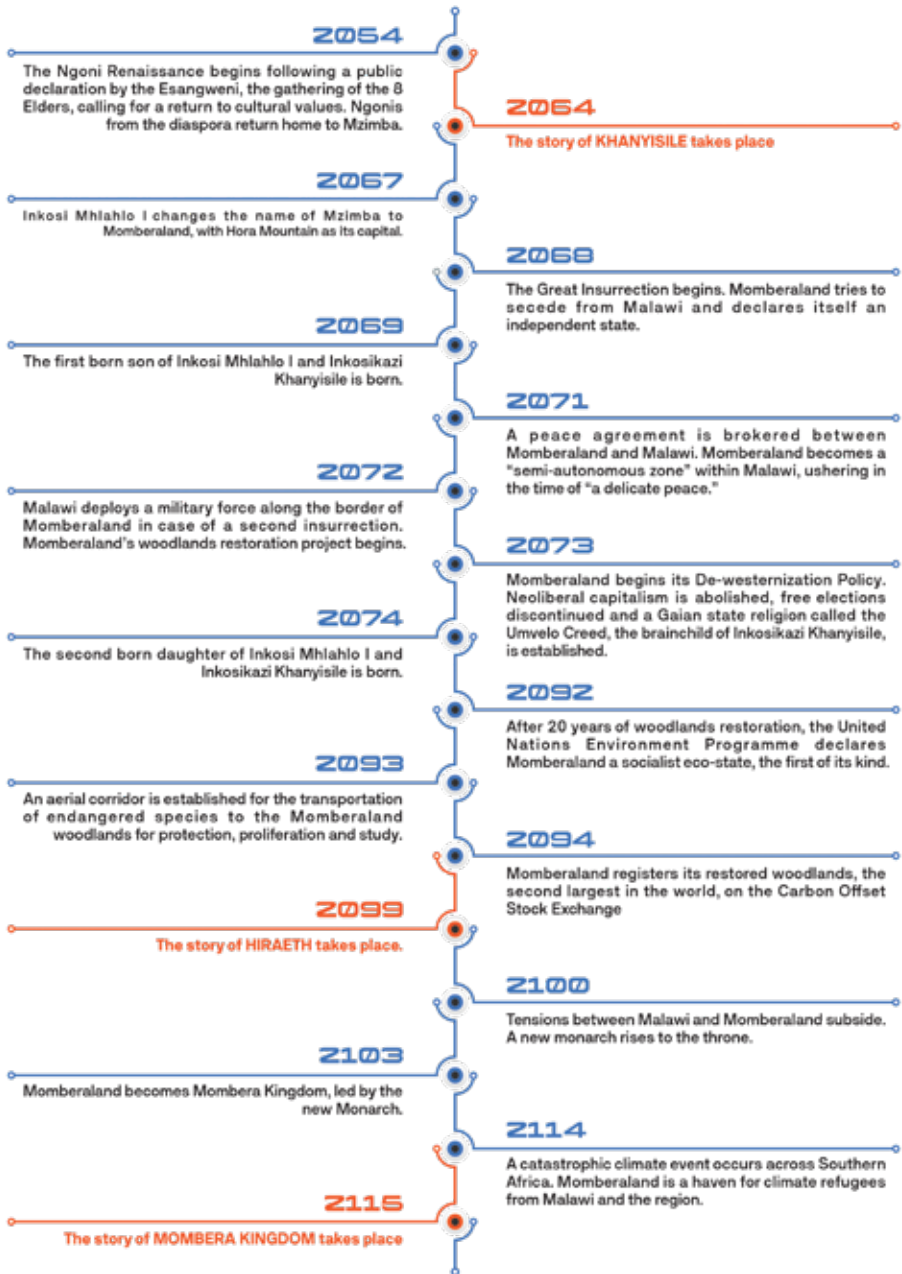 2054
The Ngoni Renaissance begins following a public
declaration by the Esangweni, the gathering of the 8
Elders, calling for a return to cultural values. Ngonis
from the diaspora return home to Mzimba.
2064
The story of KHANYISILE takes place
2067
Inkosi Mhlahlo I changes the name of Mzimba to
Momberaland, with Hora Mountain as its capital.
2068
The Great Insurrection begins. Momberaland tries to
secede from Malawi and declares itself an
independent state.
2069
The first born son of Inkosi Mhlahlo I and Inkosikazi
Khanyisile is born.
2071
A peace agreement is brokered between
Momberaland and Malawi. Momberaland becomes a
“semi-autonomous zone” within Malawi, ushering in
the time of “a delicate peace.”
2072
Malawi deploys a military force along the border of
Momberaland in case of a second insurrection.
Momberaland’s woodlands restoration project begins.
2073
Momberaland begins its De-westernization Policy.
Neoliberal capitalism is abolished, free elections
discontinued and a Gaian state religion called the
Umvelo Creed, the brainchild of Inkosikazi Khanyisile,
is established.
2074
The second born daughter of Inkosi Mhlahlo I and
Inkosikazi Khanyisile is born.
2092
After 20 years of woodlands restoration, the United
Nations Environment Programme declares
Momberaland a socialist eco-state, the first of its kind.
2093
An aerial corridor is established for the transportation
of endangered species to the Momberaland
woodlands for protection, proliferation and study.
2094
Momberaland registers its restored woodlands, the
second largest in the world, on the Carbon Offset
Stock Exchange
2099
The story of HIRAETH takes place.
2100
Tensions between Malawi and Momberaland subside.
A new monarch rises to the throne.
2103
Momberaland becomes Mombera Kingdom, led by the
new Monarch.
2114
A catastrophic climate event occurs across Southern
Africa. Momberaland is a haven for climate refugees
from Malawi and the region.
2115
The story of MOMBERA KINGDOM takes place